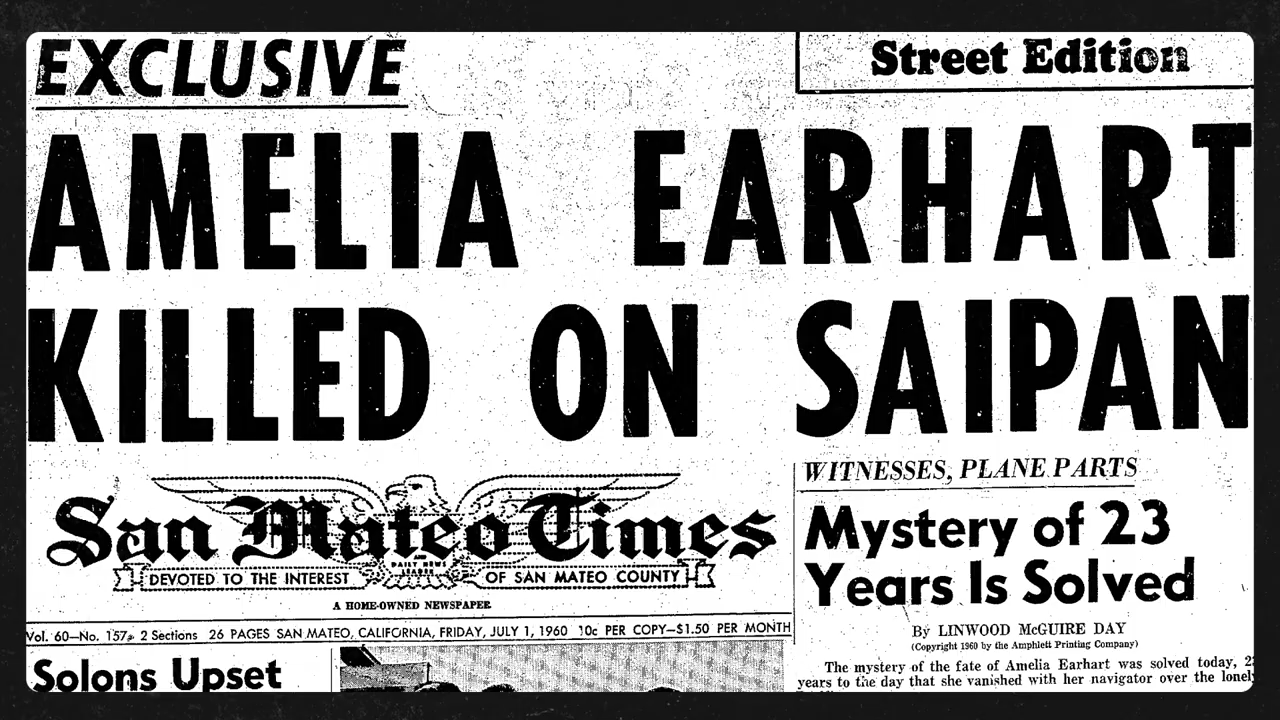 EXCLUSIVE
Street Edition
AMELIA EARHART
KILLED ON SAIPAN
San Mateo Times
DAILY NEWS
LEADER
DEVOTED TO THE INTEREST OF SAN MATEO COUNTY
A HOME-OWNED NEWSPAPER
Vol. 60—No. 157 2 Sections 26 PAGES SAN MATEO, CALIFORNIA, FRIDAY, JULY 1, 1960 10c PER COPY—$1.50 PER MONTH
Solons Upset
WITNESSES, PLANE PARTS
Mystery of 23
Years Is Solved
By LINWOOD McGUIRE DAY
(Copyright 1960 by the Amphlett Printing Company)
The mystery of the fate of Amelia Earhart was solved today,
years to the day that she vanished with her navigator over the